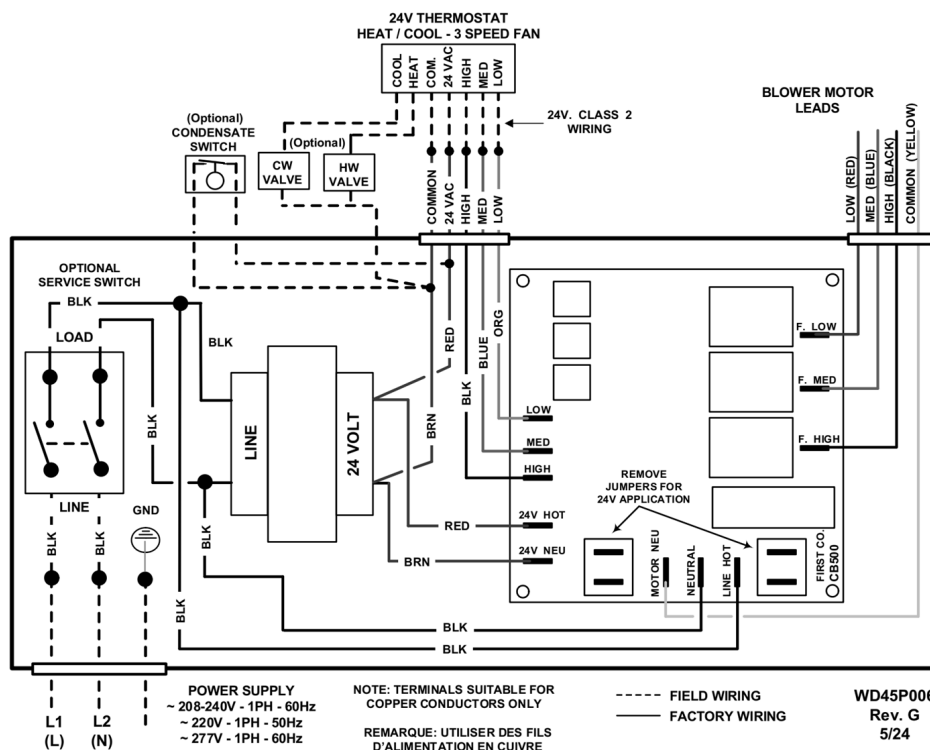 24V THERMOSTAT
HEAT / COOL - 3 SPEED FAN
COOL
HEAT
COM.
24 VAC
HIGH
MED
LOW
24V. CLASS 2
WIRING
BLOWER MOTOR
LEADS
(Optional)
CONDENSATE
SWITCH
(Optional)
CW
VALVE
HW
VALVE
COMMON
24 VAC
HIGH
MED
LOW
LOW (RED)
MED (BLUE)
HIGH (BLACK)
COMMON (YELLOW)
OPTIONAL
SERVICE SWITCH
BLK
LOAD
BLK
BLK
LINE
24 VOLT
RED
BRN
BLK
BLUE
ORG
F. LOW
F. MED
F. HIGH
LOW
MED
HIGH
24V HOT
24V NEU
REMOVE
JUMPERS FOR
24V APPLICATION
MOTOR NEU
NEUTRAL
LINE HOT
FIRST CO.
CB500
RED
BRN
LINE
GND
BLK
BLK
BLK
BLK
BLK
BLK
L1
(L)
L2
(N)
POWER SUPPLY
~ 208-240V - 1PH - 60Hz
~ 220V - 1PH - 50Hz
~ 277V - 1PH - 60Hz
NOTE: TERMINALS SUITABLE FOR
COPPER CONDUCTORS ONLY
REMARQUE: UTILISER DES FILS
D'ALIMENTATION EN CUIVRE
FIELD WIRING
FACTORY WIRING
WD45P006
Rev. G
5/24